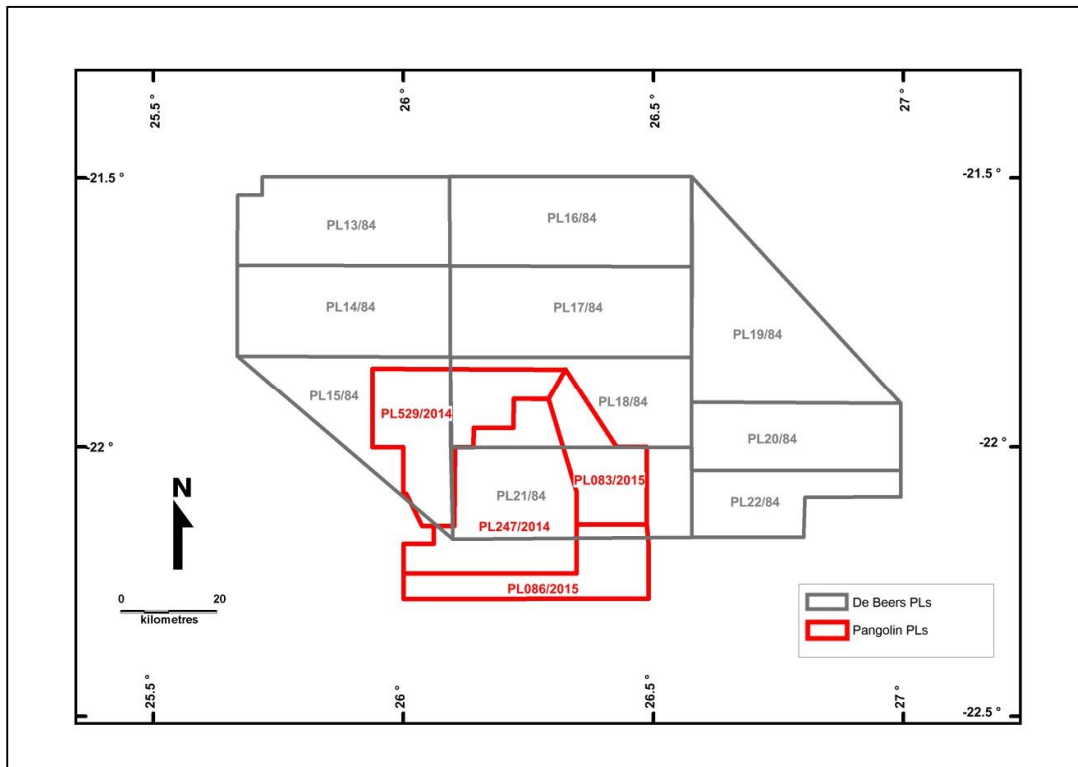 25.5 °
26 °
26.5 °
27 °
-21.5 °
-21.5 °
PL13/84
PL16/84
PL14/84
PL17/84
PL19/84
PL15/84
PL18/84
PL529/2014
-22 °
-22 °
PL20/84
PL083/2015
PL21/84
PL22/84
N
PL247/2014
PL086/2015
0 20
kilometres
De Beers PLs
Pangolin PLs
-22.5 °
25.5 °
26 °
26.5 °
27 °